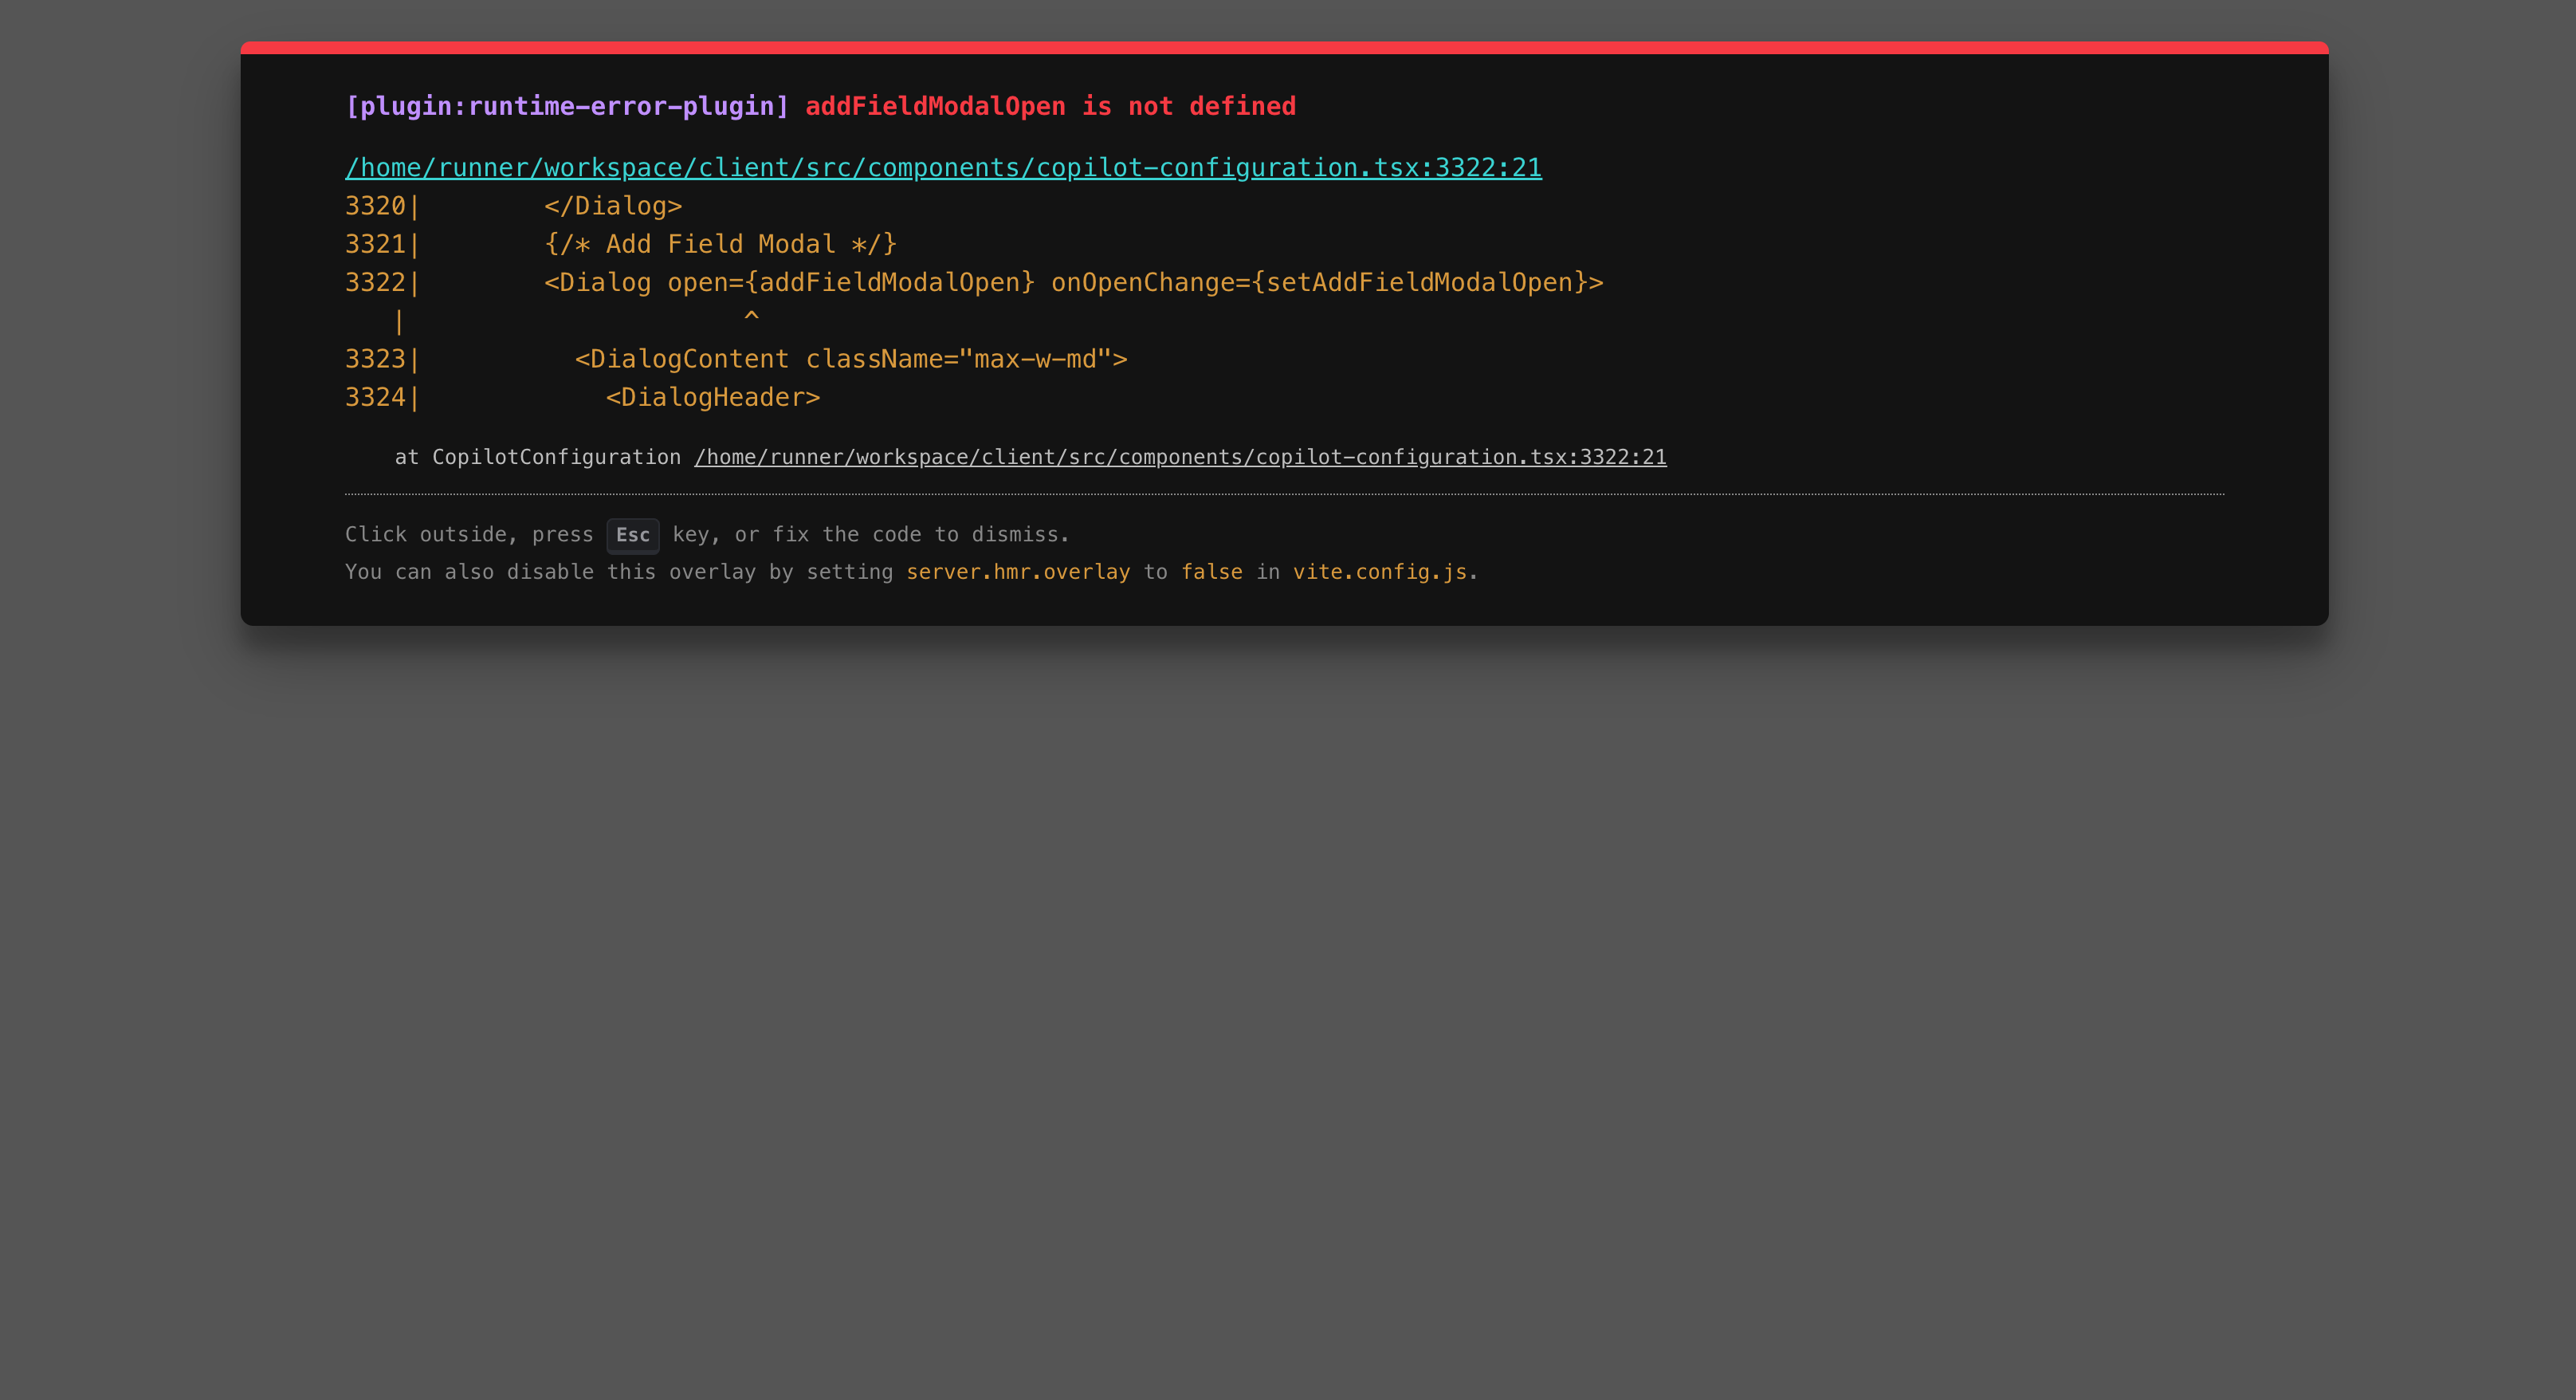 [plugin:runtime-error-plugin] addFieldModalOpen is not defined
/home/runner/workspace/client/src/components/copilot-configuration.tsx:3322:21
3320|        </Dialog>
3321|        {/* Add Field Modal */}
3322|        <Dialog open={addFieldModalOpen} onOpenChange={setAddFieldModalOpen}>
   |                      ^
3323|          <DialogContent className="max-w-md">
3324|            <DialogHeader>
    at CopilotConfiguration /home/runner/workspace/client/src/components/copilot-configuration.tsx:3322:21
Click outside, press Esc key, or fix the code to dismiss.
You can also disable this overlay by setting server.hmr.overlay to false in vite.config.js.